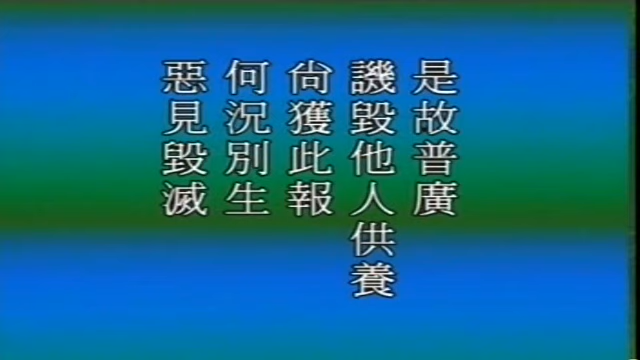 是故普廣
譏毀他人供養
尙獲此報
何況別生
惡見毀滅